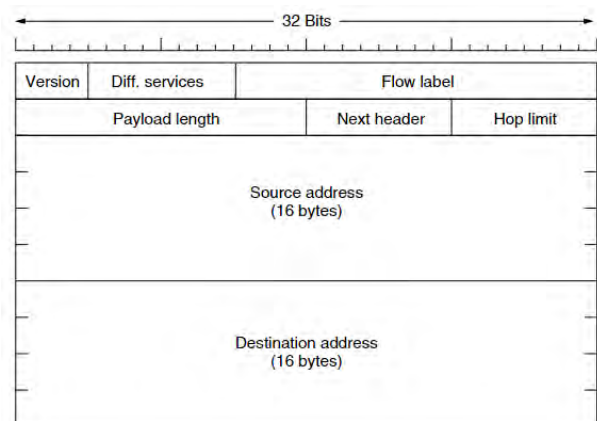 32 Bits
Version Diff. services Flow label
Payload length Next header Hop limit
Source address
(16 bytes)
Destination address
(16 bytes)